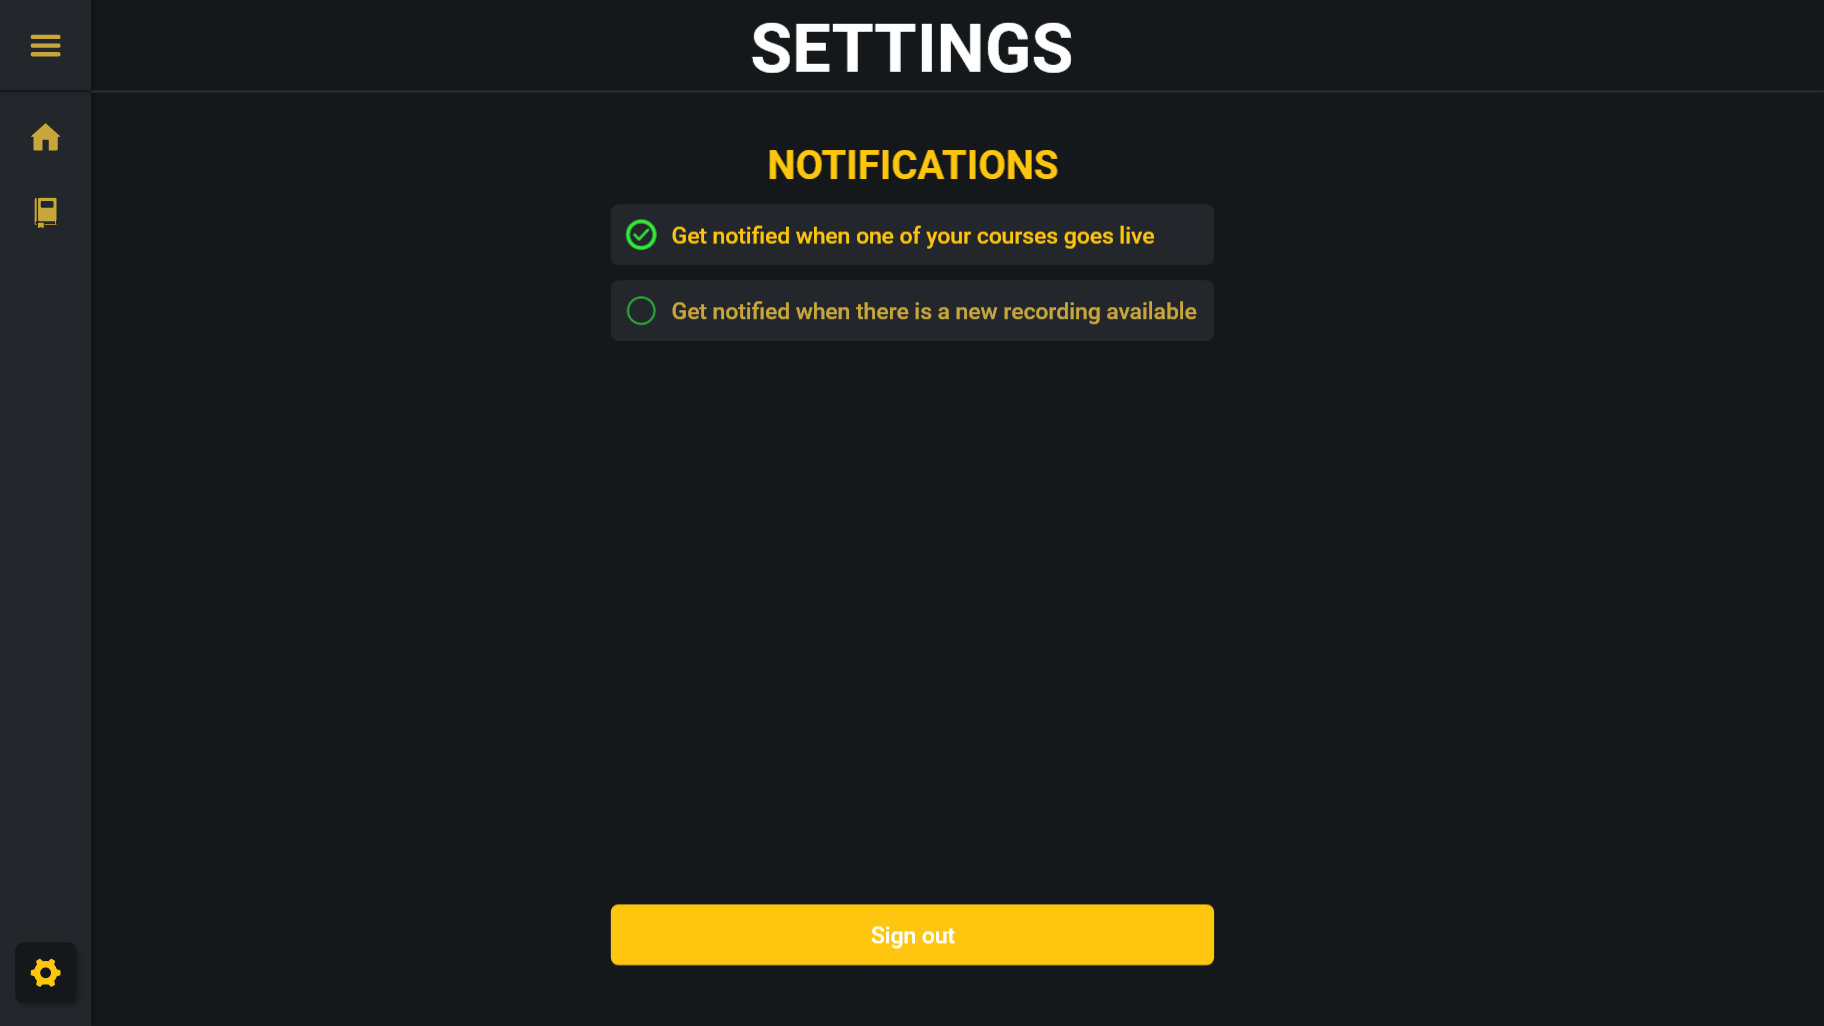 SETTINGS
NOTIFICATIONS
Get notified when one of your courses goes live
Get notified when there is a new recording available
Sign out